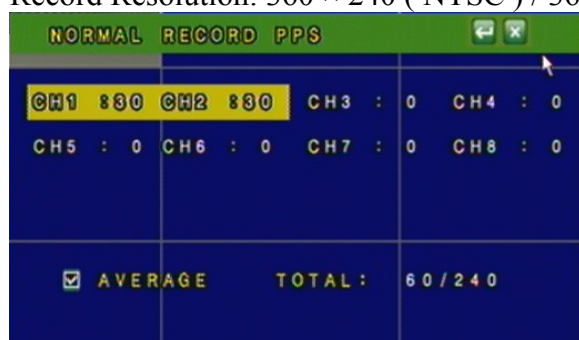 Record Resolution: 360 × 240 ( NTSC ) / 36
NORMAL RECORD PPS
CH1 :30 CH2 :30 CH3 : 0 CH4 : 0
CH5 : 0 CH6 : 0 CH7 : 0 CH8 : 0
AVERAGE TOTAL: 60/240